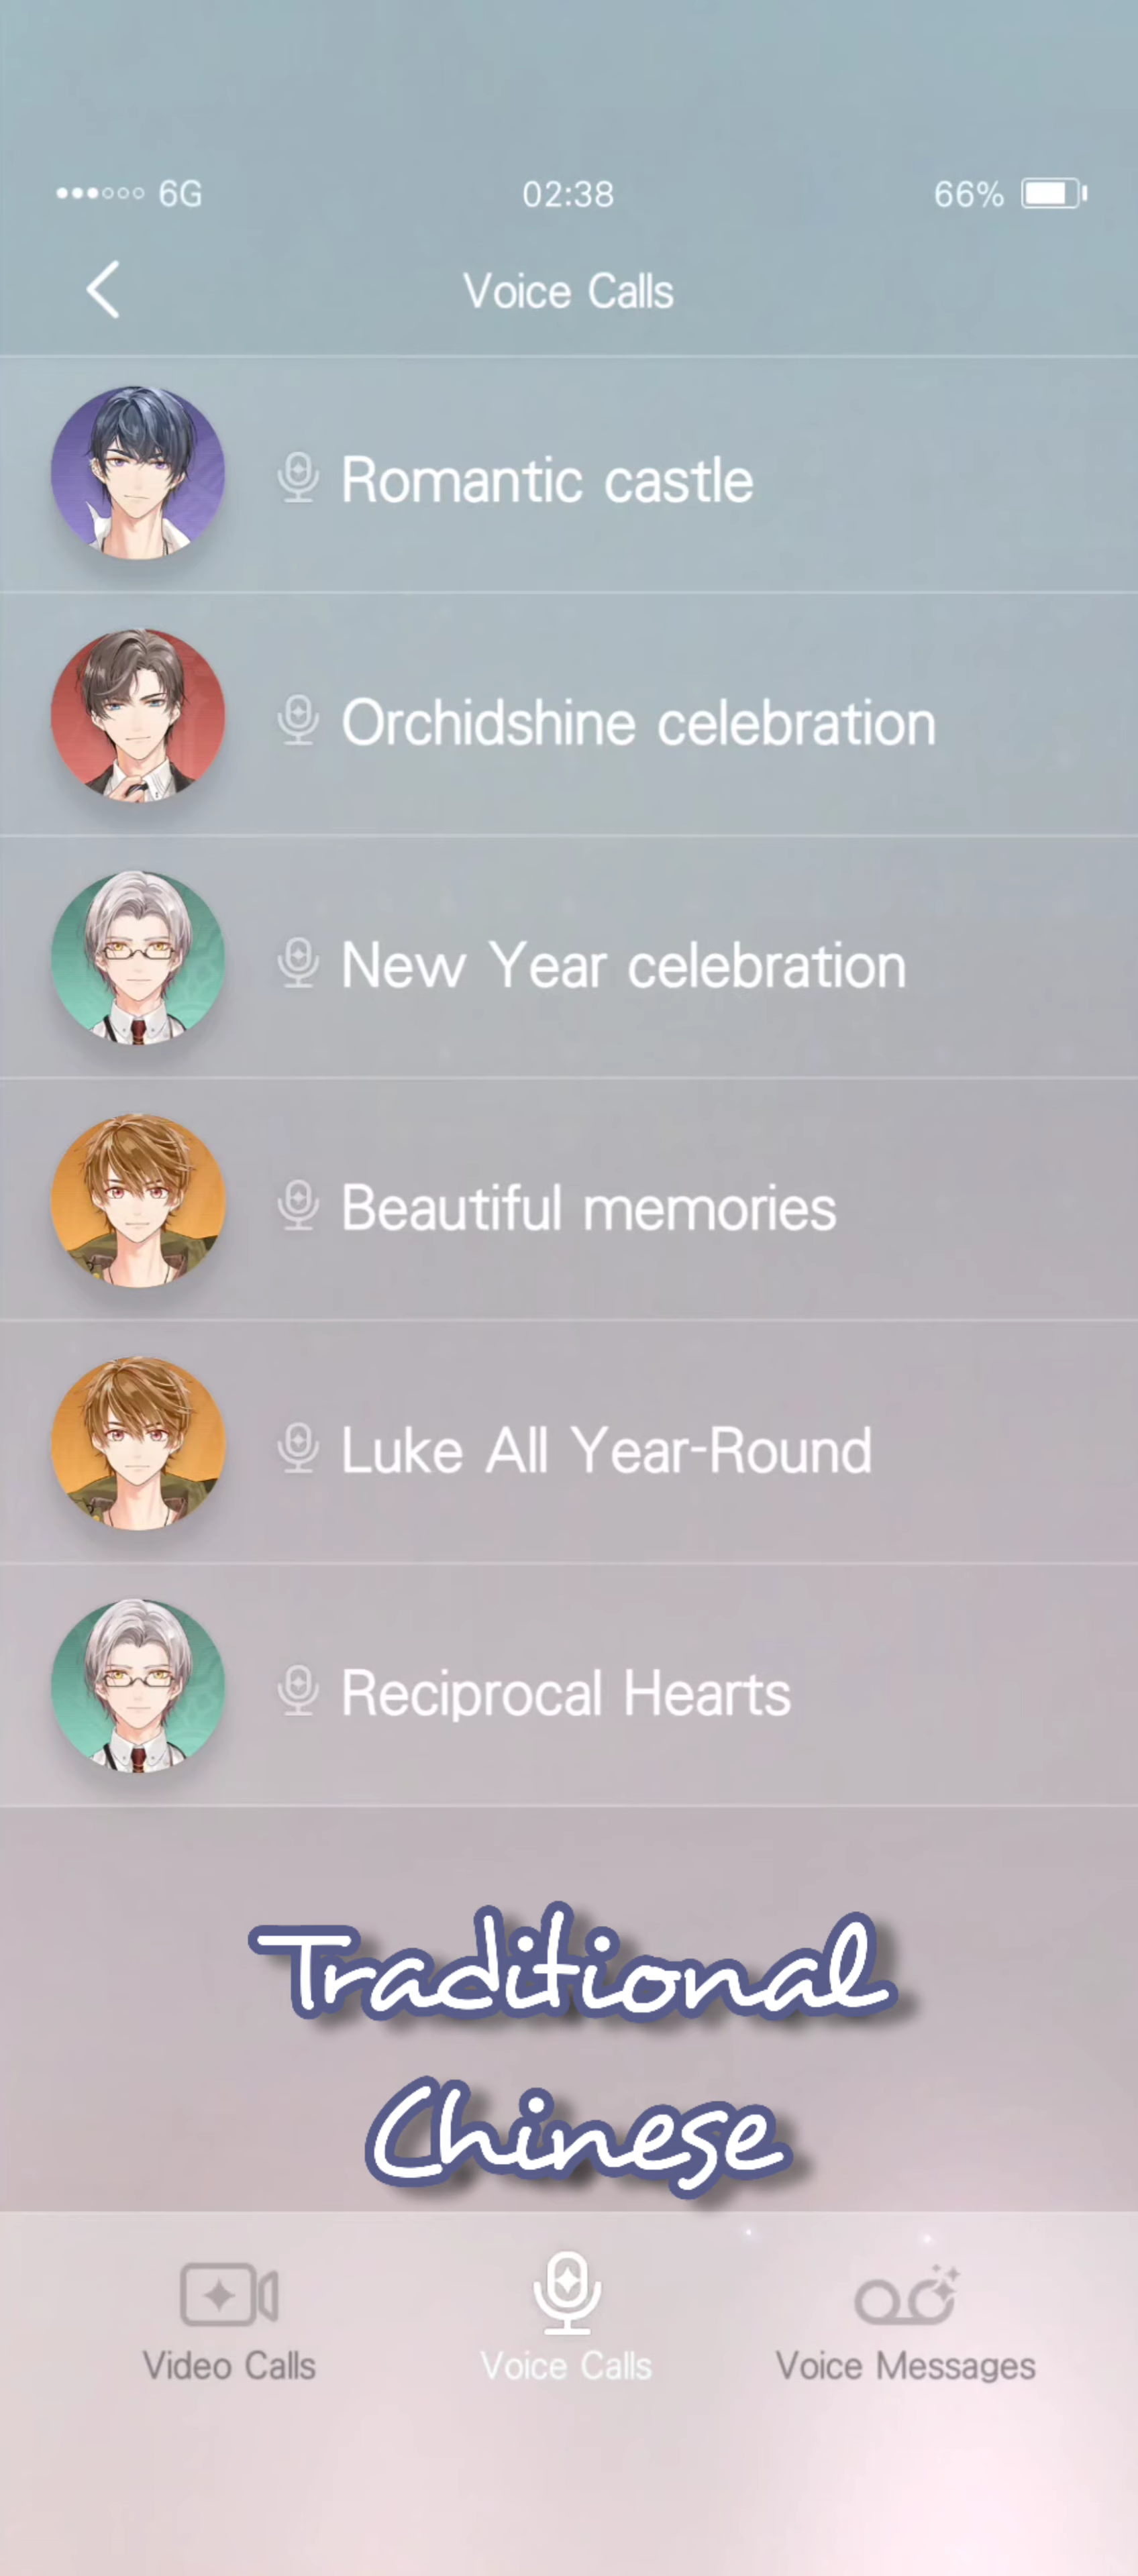 6G 02:38 66%
Voice Calls
Romantic castle
Orchidshine celebration
New Year celebration
Beautiful memories
Luke All Year-Round
Reciprocal Hearts
Traditional
Chinese
Video Calls Voice Calls Voice Messages